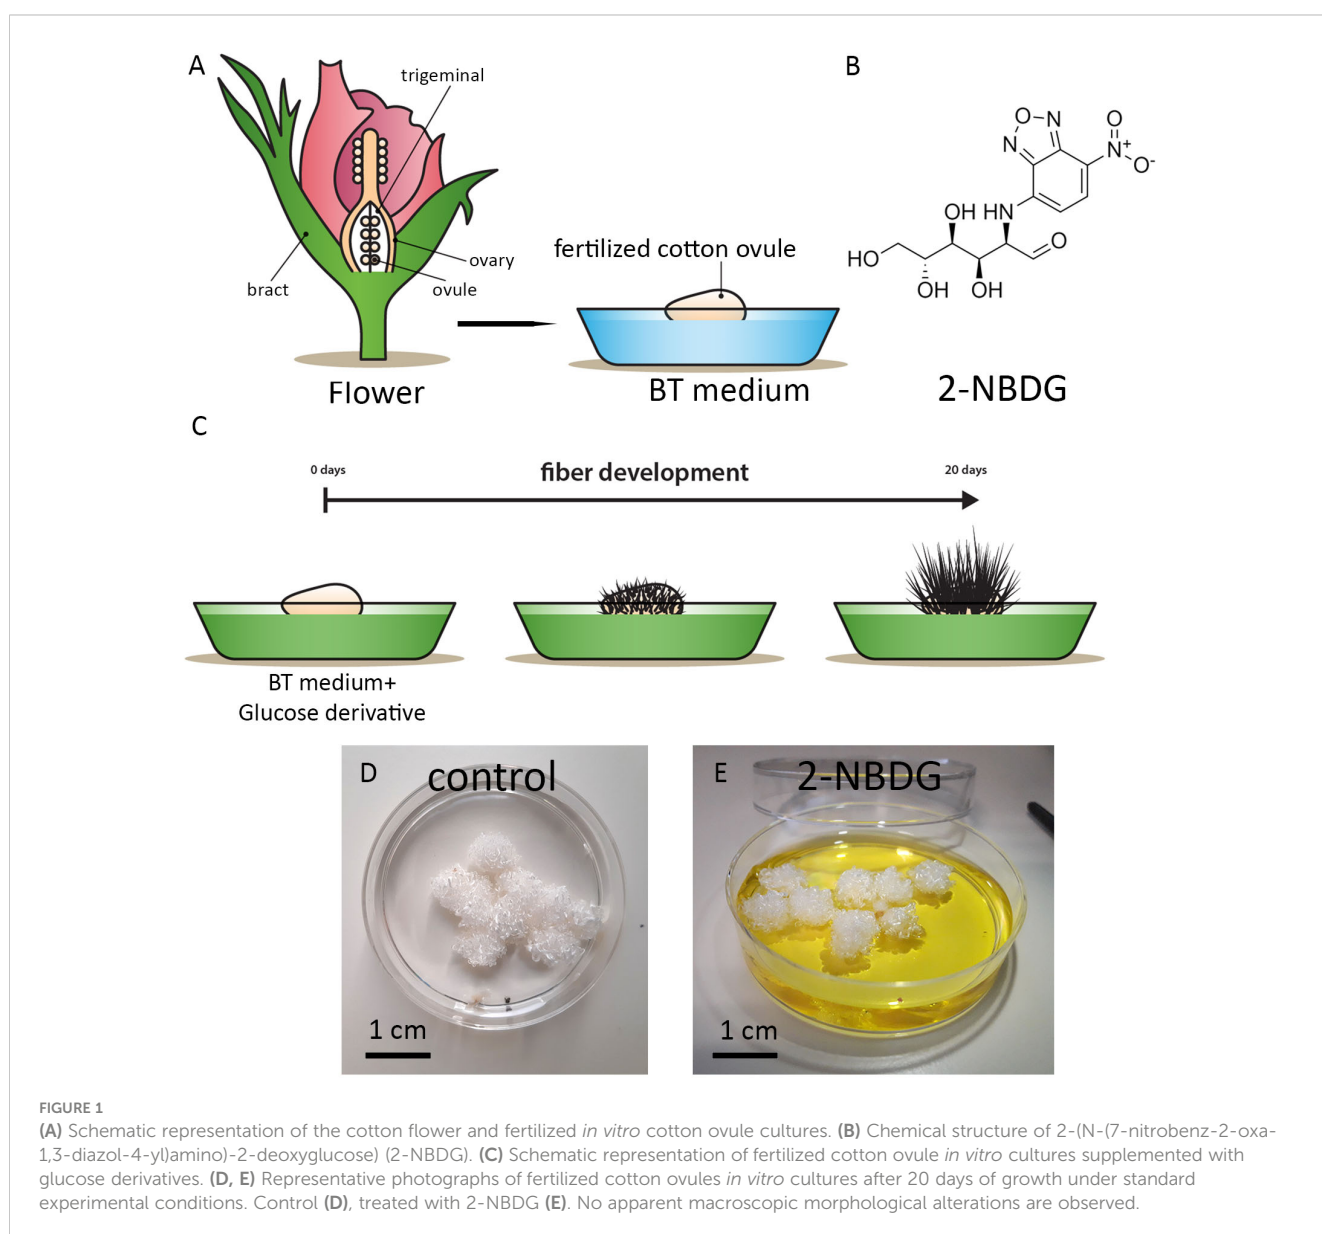 A
trigeminal
bract
ovary
ovule
Flower
fertilized cotton ovule
BT medium
B
O
N
N
O
N+
O-
OH
HN
O
HO
OH
OH
2-NBDG
C
0 days
fiber development
20 days
BT medium+
Glucose derivative
D
control
1 cm
E
2-NBDG
1 cm
FIGURE 1
(A) Schematic representation of the cotton flower and fertilized in vitro cotton ovule cultures. (B) Chemical structure of 2-(N-(7-nitrobenz-2-oxa-
1,3-diazol-4-yl)amino)-2-deoxyglucose) (2-NBDG). (C) Schematic representation of fertilized cotton ovule in vitro cultures supplemented with
glucose derivatives. (D, E) Representative photographs of fertilized cotton ovules in vitro cultures after 20 days of growth under standard
experimental conditions. Control (D), treated with 2-NBDG (E). No apparent macroscopic morphological alterations are observed.